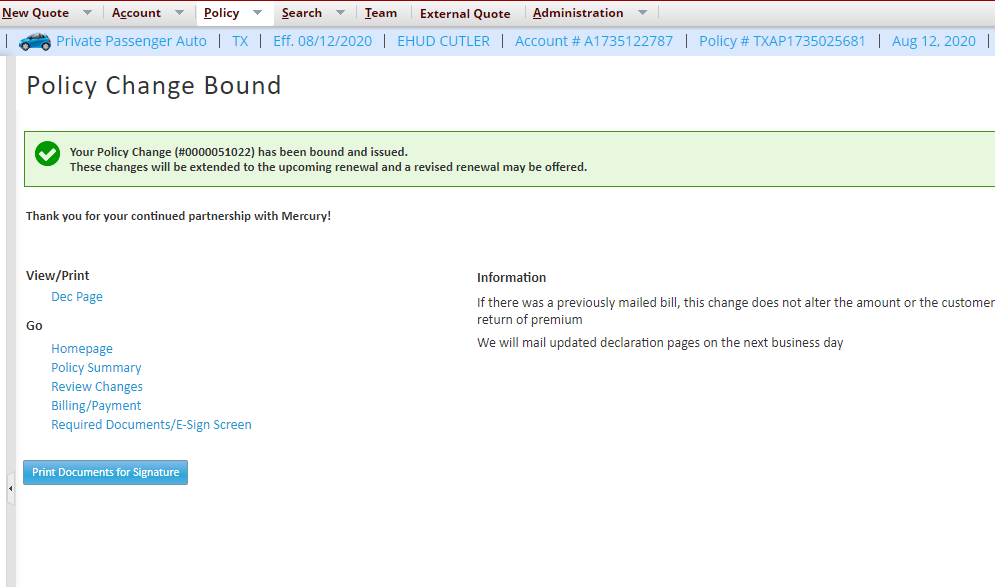 New Quote Account Policy Search Team External Quote Administration
Private Passenger Auto | TX | Eff. 08/12/2020 | EHUD CUTLER | Account # A1735122787 | Policy # TXAP1735025681 | Aug 12, 2020
Policy Change Bound
Your Policy Change (#0000051022) has been bound and issued.
These changes will be extended to the upcoming renewal and a revised renewal may be offered.
Thank you for your continued partnership with Mercury!
View/Print
Dec Page
Go
Homepage
Policy Summary
Review Changes
Billing/Payment
Required Documents/E-Sign Screen
Print Documents for Signature
Information
If there was a previously mailed bill, this change does not alter the amount or the customer
return of premium
We will mail updated declaration pages on the next business day